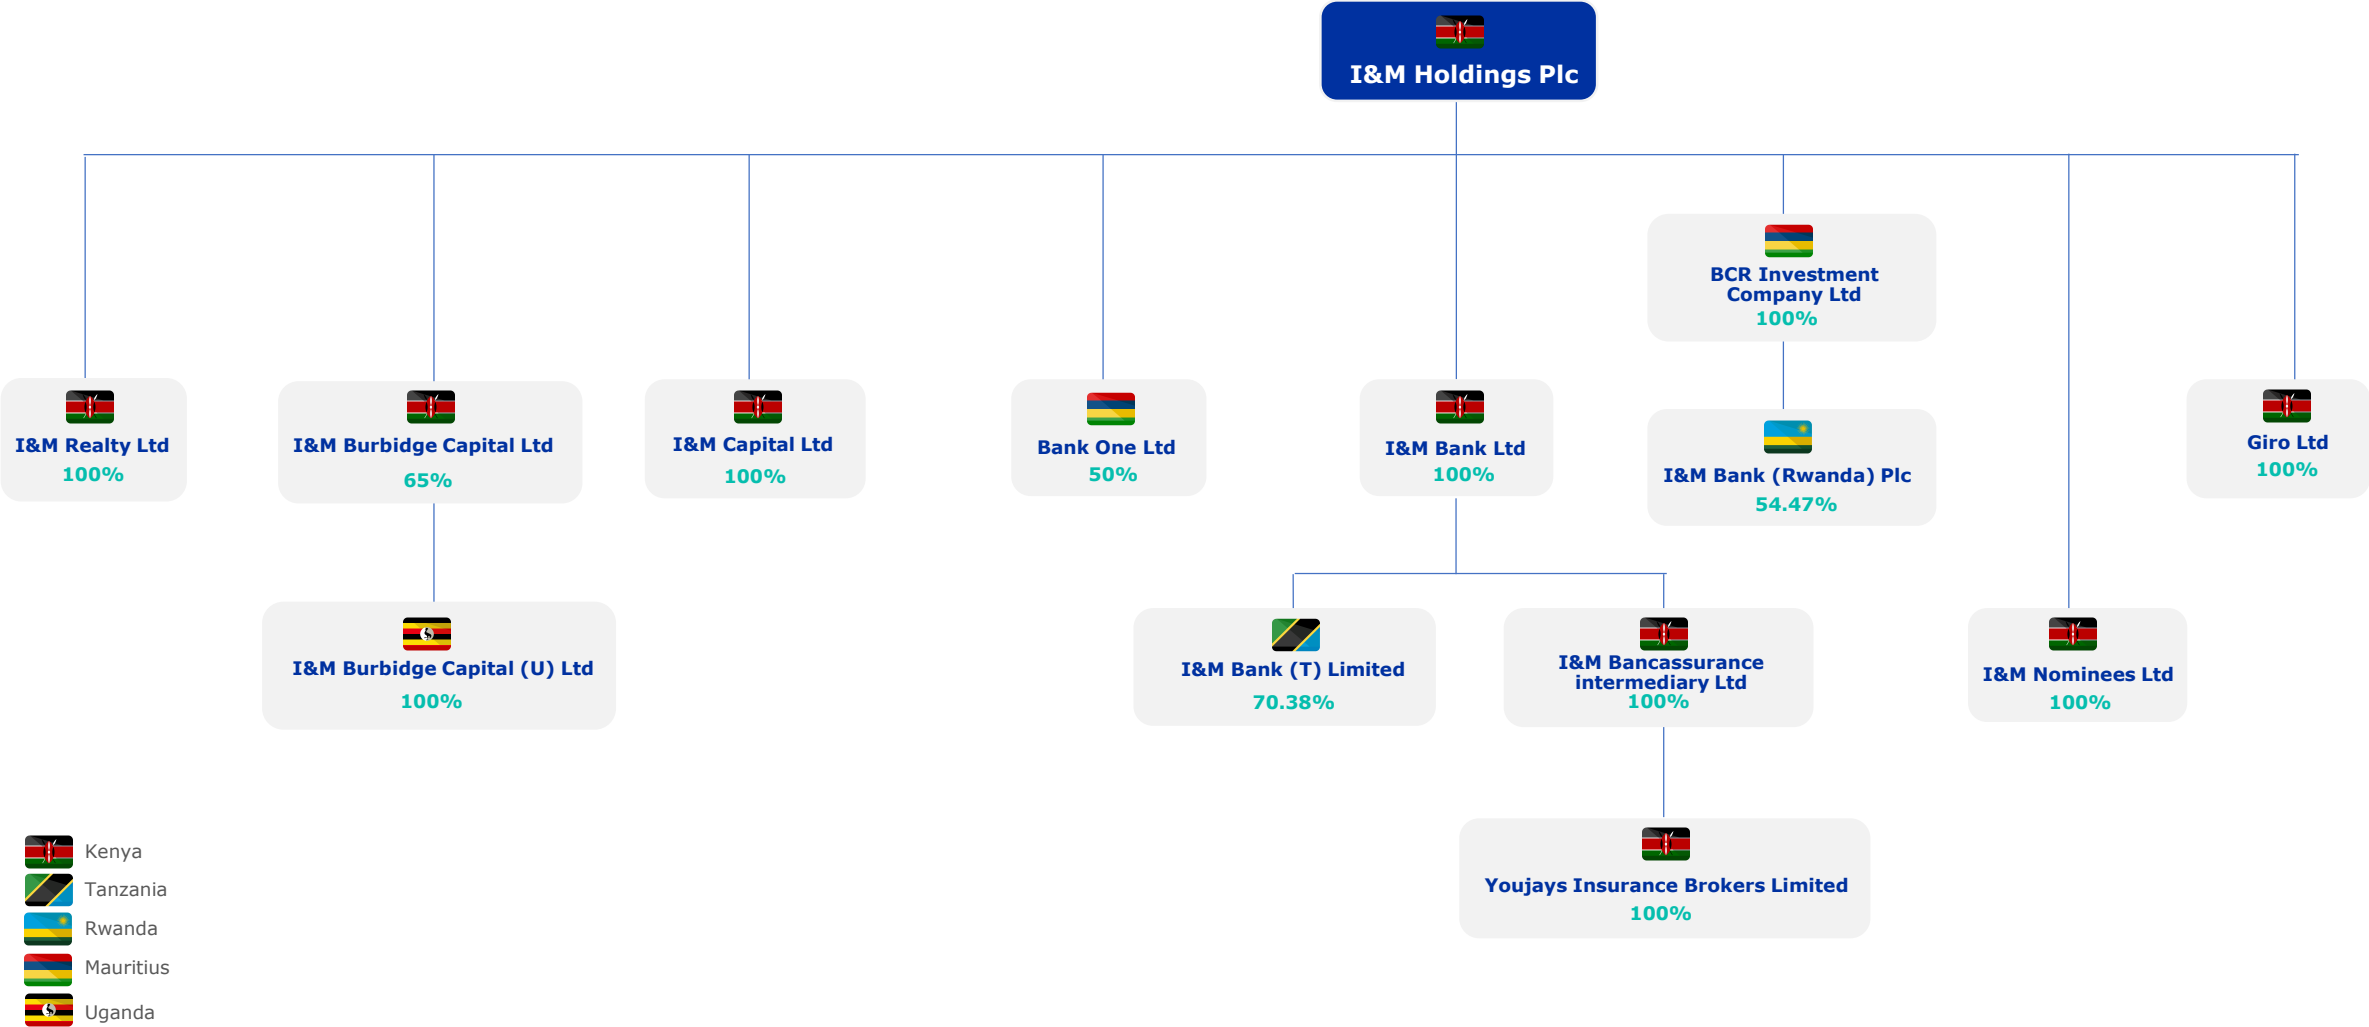 I&M Holdings Plc
BCR Investment
Company Ltd
100%
I&M Realty Ltd
100%
I&M Burbidge Capital Ltd
65%
I&M Capital Ltd
100%
Bank One Ltd
50%
I&M Bank Ltd
100%
I&M Bank (Rwanda) Plc
54.47%
Giro Ltd
100%
I&M Burbidge Capital (U) Ltd
100%
I&M Bank (T) Limited
70.38%
I&M Bancassurance
intermediary Ltd
100%
I&M Nominees Ltd
100%
Youjays Insurance Brokers Limited
100%
Kenya
Tanzania
Rwanda
Mauritius
Uganda